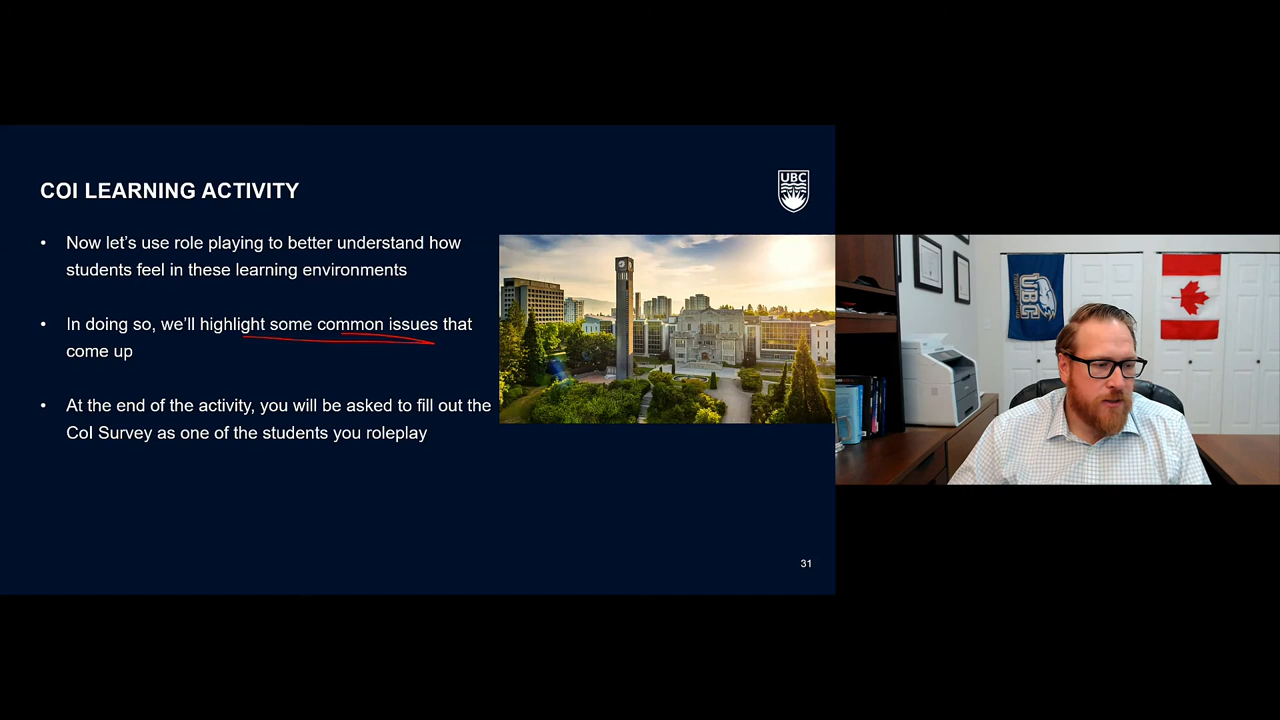 COI LEARNING ACTIVITY
UBC
• Now let's use role playing to better understand how
students feel in these learning environments
• In doing so, we'll highlight some common issues that
come up
• At the end of the activity, you will be asked to fill out the
CoI Survey as one of the students you roleplay
31
UBC